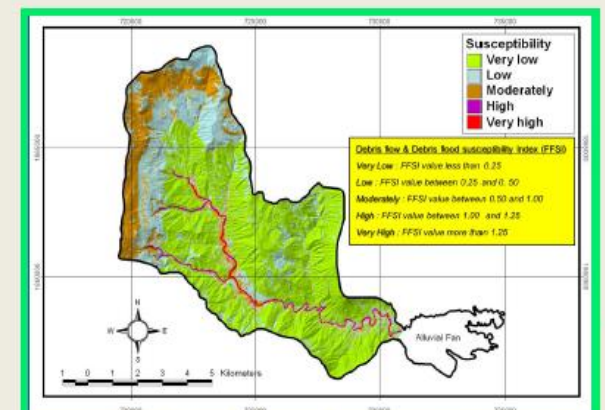 Susceptibility
Very low
Low
Moderately
High
Very high
Debris flow & Debris flood susceptibility index (FFSI)
Very Low : FFSI value less than 0.25
Low : FFSI value between 0.25 and 0.50
Moderately : FFSI value between 0.50 and 1.00
High : FFSI value between 1.00 and 1.25
Very High : FFSI value more than 1.25
N
W E
S
Alluvial Fan
1 0 1 2 3 4 5 Kilometers